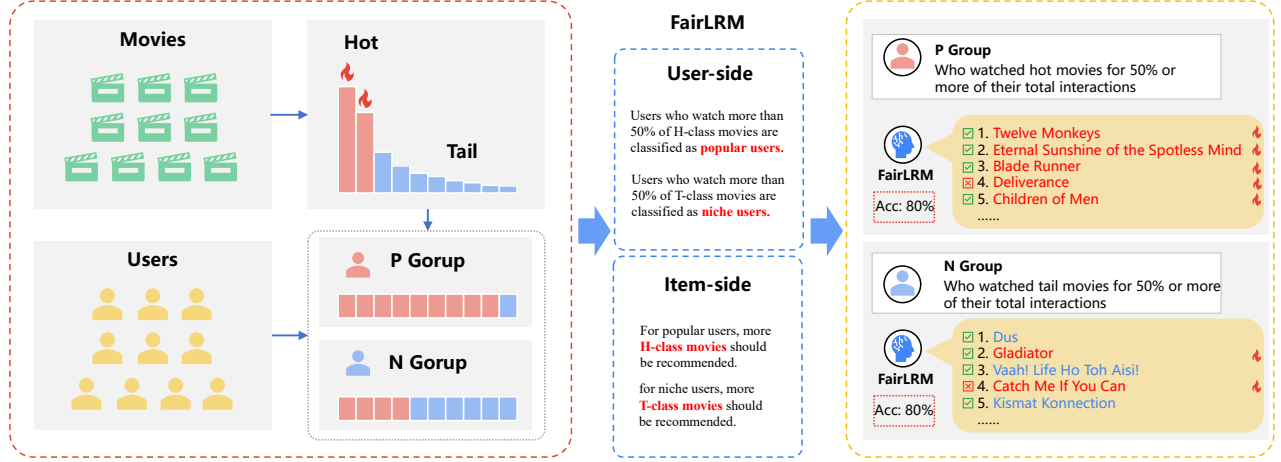 Movies
Hot
Tail
Users
P Gorup
N Gorup
FairLRM
User-side
Users who watch more than
50% of H-class movies are
classified as popular users.
Users who watch more than
50% of T-class movies are
classified as niche users.
Item-side
For popular users, more
H-class movies should
be recommended.
for niche users, more
T-class movies should
be recommended.
P Group
Who watched hot movies for 50% or
more of their total interactions
FairLRM
Acc: 80%
1. Twelve Monkeys
2. Eternal Sunshine of the Spotless Mind
3. Blade Runner
4. Deliverance
5. Children of Men
......
N Group
Who watched tail movies for 50% or more
of their total interactions
FairLRM
Acc: 80%
1. Dus
2. Gladiator
3. Vaah! Life Ho Toh Aisi!
4. Catch Me If You Can
5. Kismat Konnection
......